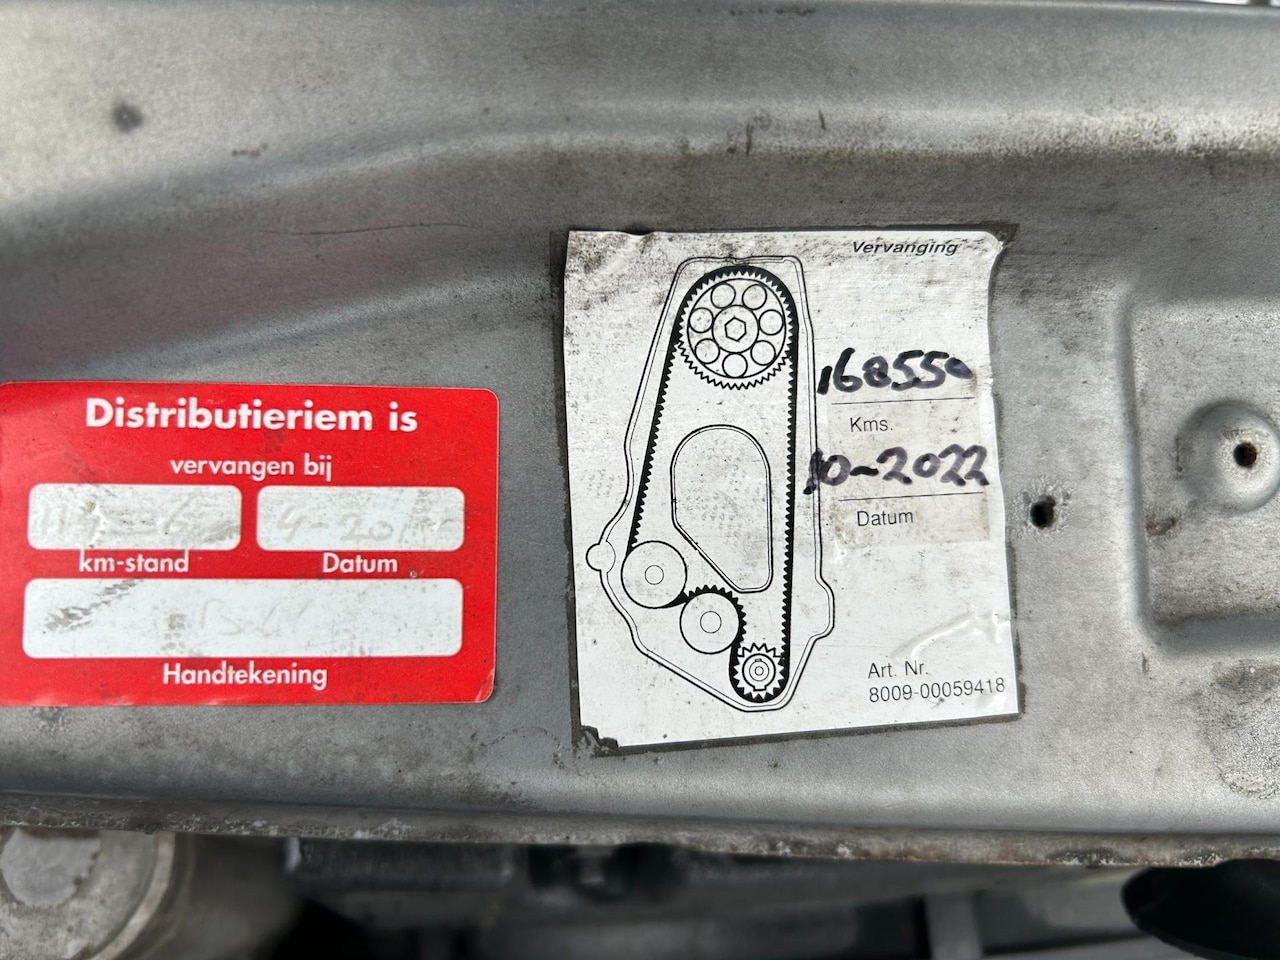 Distributieriem is
vervangen bij
km-stand
Datum
Handtekening
Vervanging
168550
Kms.
10-2022
Datum
Art. Nr.
8009-00059418